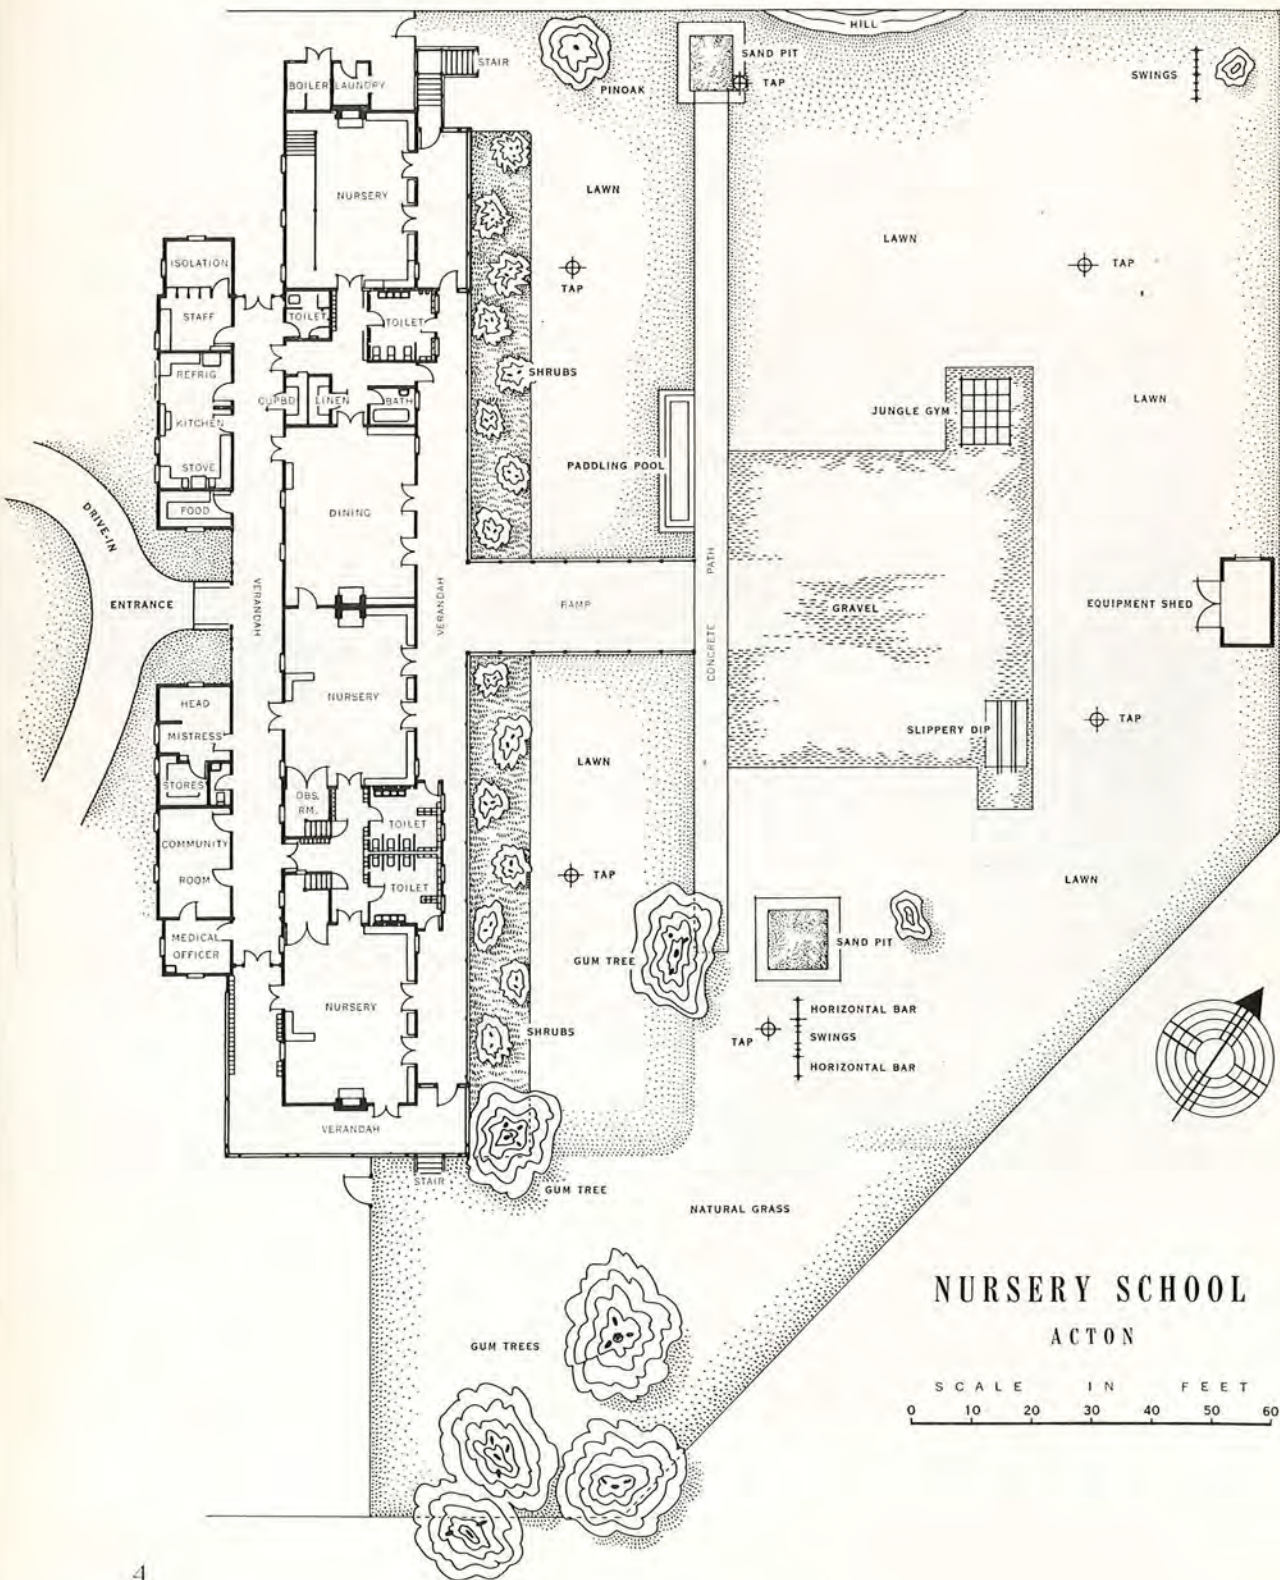 HILL
STAIR
SAND PIT
TAP
SWINGS
PINOAK
BOILER
LAUNDRY
NURSERY
LAWN
LAWN
ISOLATION
TAP
TAP
STAFF
TOILET
TOILET
REFRIG.
SHRUBS
CUPBD
LINEN
BATH
LAWN
JUNGLE GYM
KITCHEN
STOVE
PADDLING POOL
FOOD
DINING
DRIVE-IN
ENTRANCE
VERANDAH
VERANDAH
RAMP
CONCRETE PATH
GRAVEL
EQUIPMENT SHED
HEAD
MISTRESS
NURSERY
TAP
SLIPPERY DIP
STORES
LAWN
OBS.
RM.
TOILET
COMMUNITY
ROOM
TOILET
TAP
LAWN
MEDICAL
OFFICER
SAND PIT
GUM TREE
NURSERY
HORIZONTAL BAR
SHRUBS
TAP
SWINGS
HORIZONTAL BAR
VERANDAH
STAIR
GUM TREE
NATURAL GRASS
GUM TREES
NURSERY SCHOOL
ACTON
SCALE IN FEET
0 10 20 30 40 50 60
4